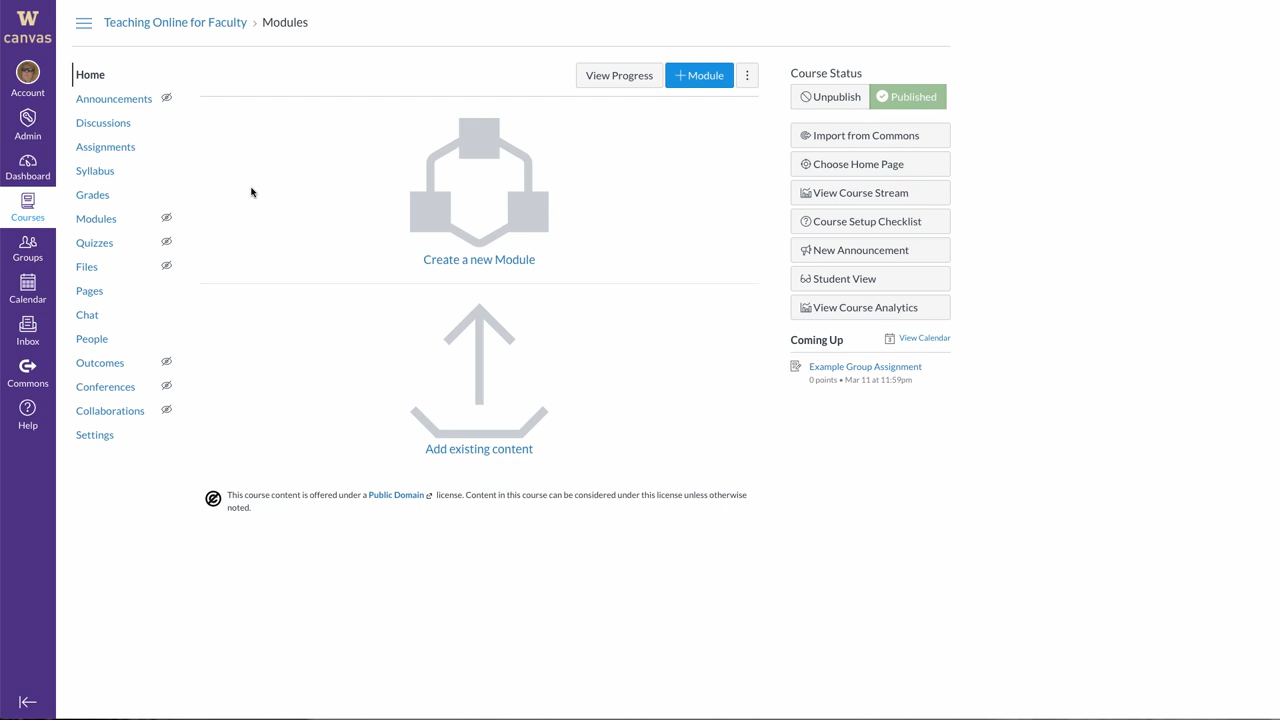 W
canvas
Account
Admin
Dashboard
Courses
Groups
Calendar
Inbox
Commons
Help
Teaching Online for Faculty › Modules
Home
Announcements
Discussions
Assignments
Syllabus
Grades
Modules
Quizzes
Files
Pages
Chat
People
Outcomes
Conferences
Collaborations
Settings
View Progress
+ Module
Create a new Module
Add existing content
This course content is offered under a Public Domain license. Content in this course can be considered under this license unless otherwise
noted.
Course Status
Unpublish Published
Import from Commons
Choose Home Page
View Course Stream
Course Setup Checklist
New Announcement
Student View
View Course Analytics
Coming Up View Calendar
Example Group Assignment
0 points • Mar 11 at 11:59pm